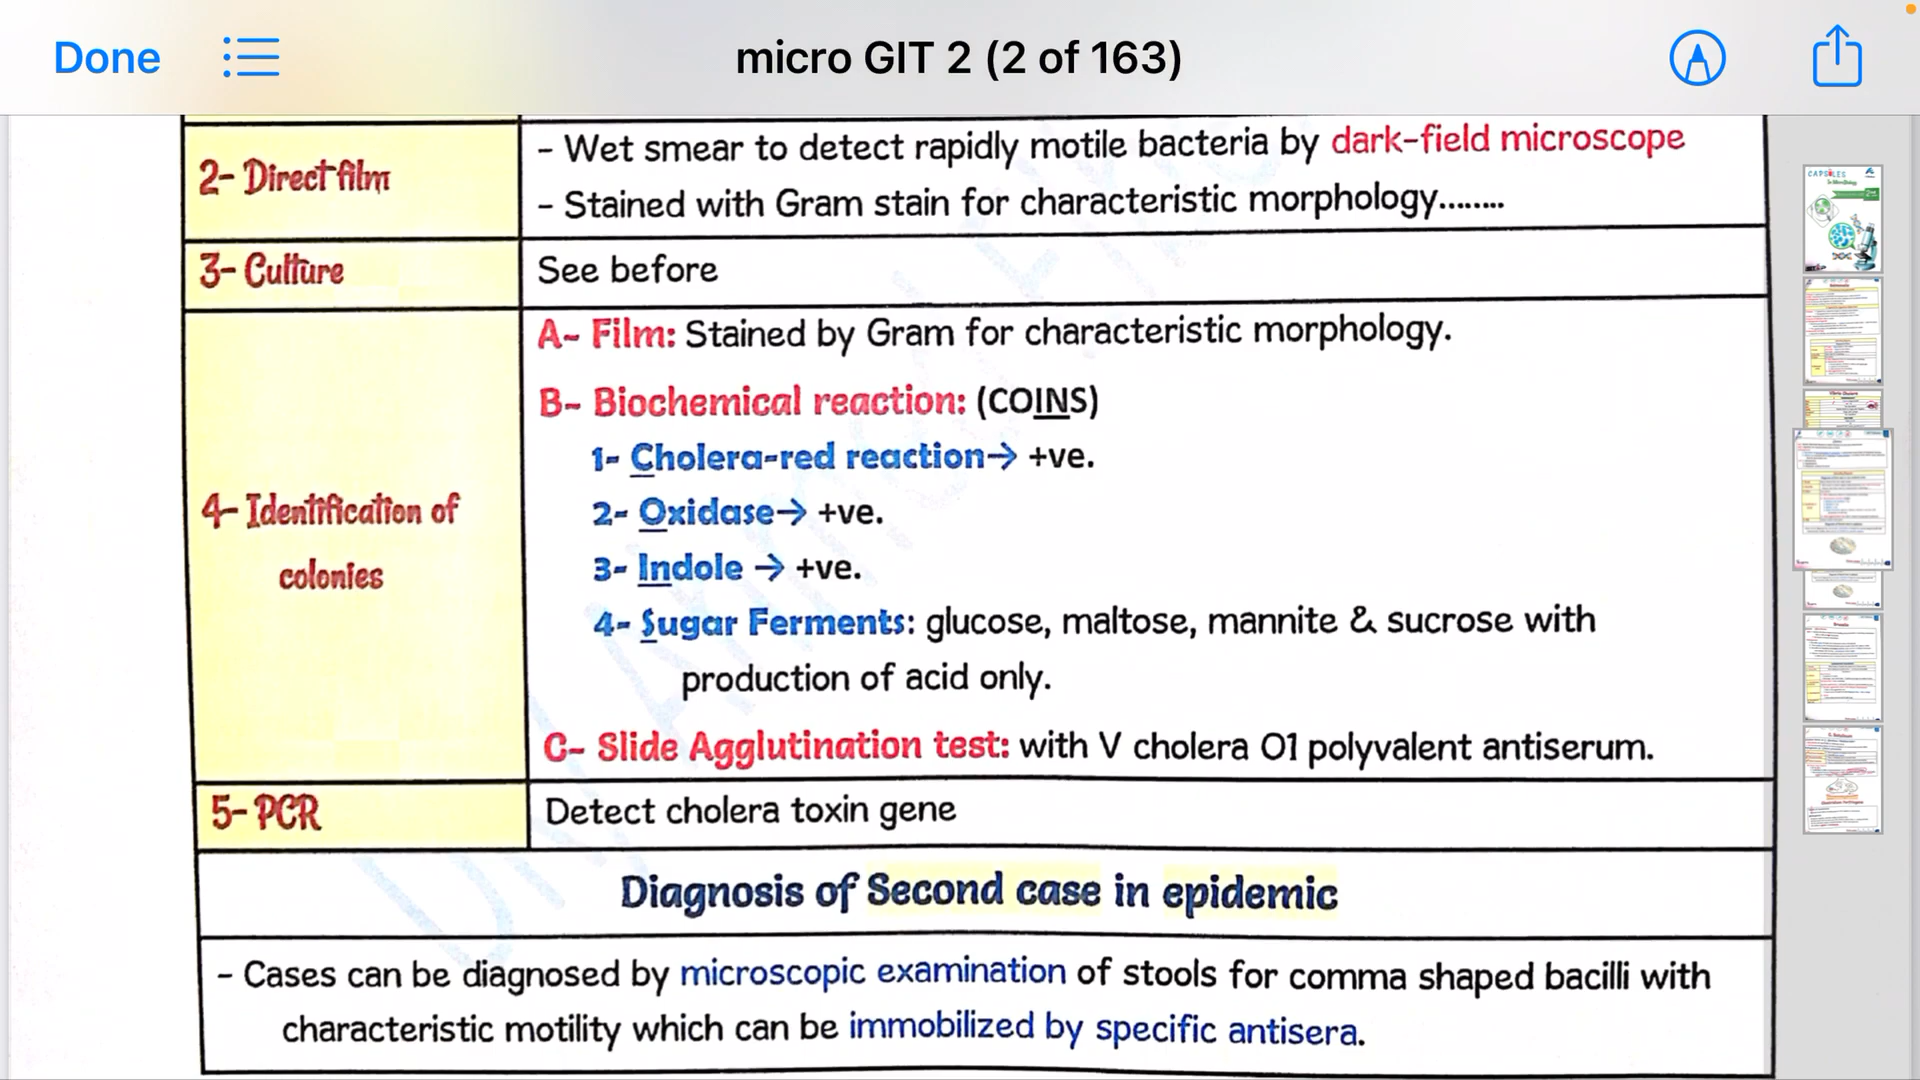 Done
micro GIT 2 (2 of 163)
2- Direct film
- Wet smear to detect rapidly motile bacteria by dark-field microscope
- Stained with Gram stain for characteristic morphology........
3- Culture
See before
4- Identification of
colonies
A- Film: Stained by Gram for characteristic morphology.
B- Biochemical reaction: (COINS)
1- Cholera-red reaction→ +ve.
2- Oxidase→ +ve.
3- Indole → +ve.
4- Sugar Ferments: glucose, maltose, mannite & sucrose with
production of acid only.
C- Slide Agglutination test: with V cholera O1 polyvalent antiserum.
5- PCR
Detect cholera toxin gene
Diagnosis of Second case in epidemic
- Cases can be diagnosed by microscopic examination of stools for comma shaped bacilli with
characteristic motility which can be immobilized by specific antisera.